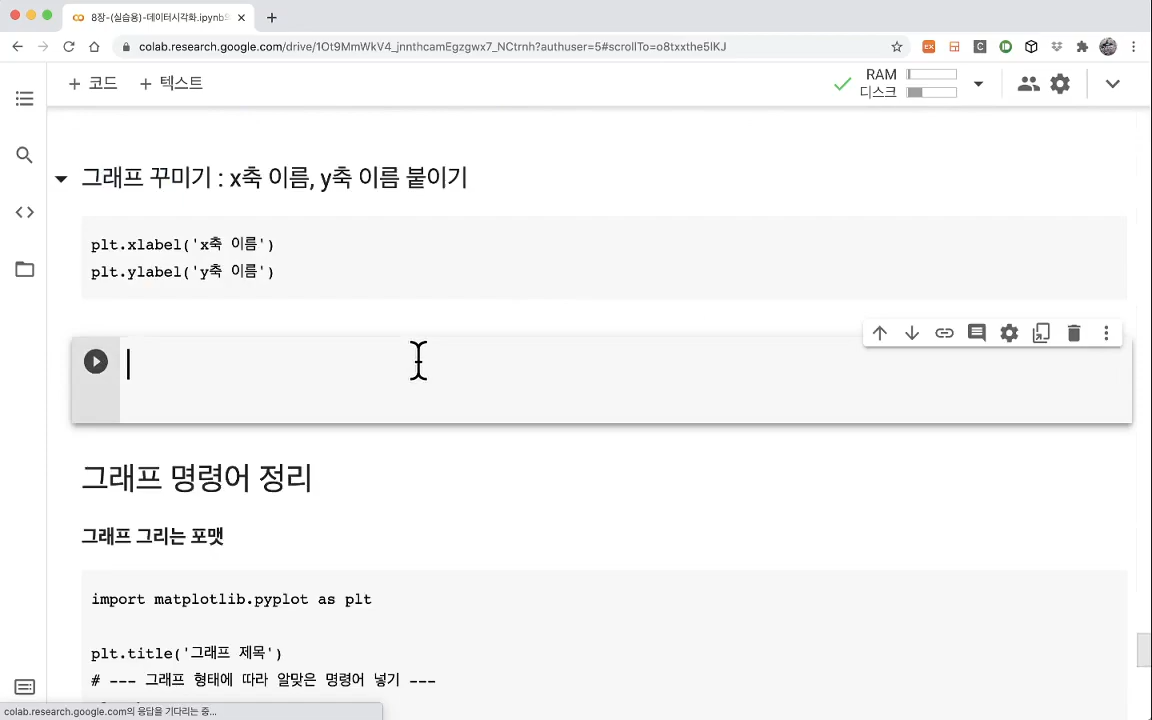 8장-(실습용)-데이터시각화.ipynb의
colab.research.google.com/drive/1Ot9MmWkV4_jnnthcamEgzgwx7_NCtrnh?authuser=5#scrollTo=o8txxthe5lKJ
+ 코드 + 텍스트
RAM
디스크
그래프 꾸미기 : x축 이름, y축 이름 붙이기
plt.xlabel('x축 이름')
plt.ylabel('y축 이름')
그래프 명령어 정리
그래프 그리는 포맷
import matplotlib.pyplot as plt
plt.title('그래프 제목')
# --- 그래프 형태에 따라 알맞은 명령어 넣기 ---
colab.research.google.com의 응답을 기다리는 중...